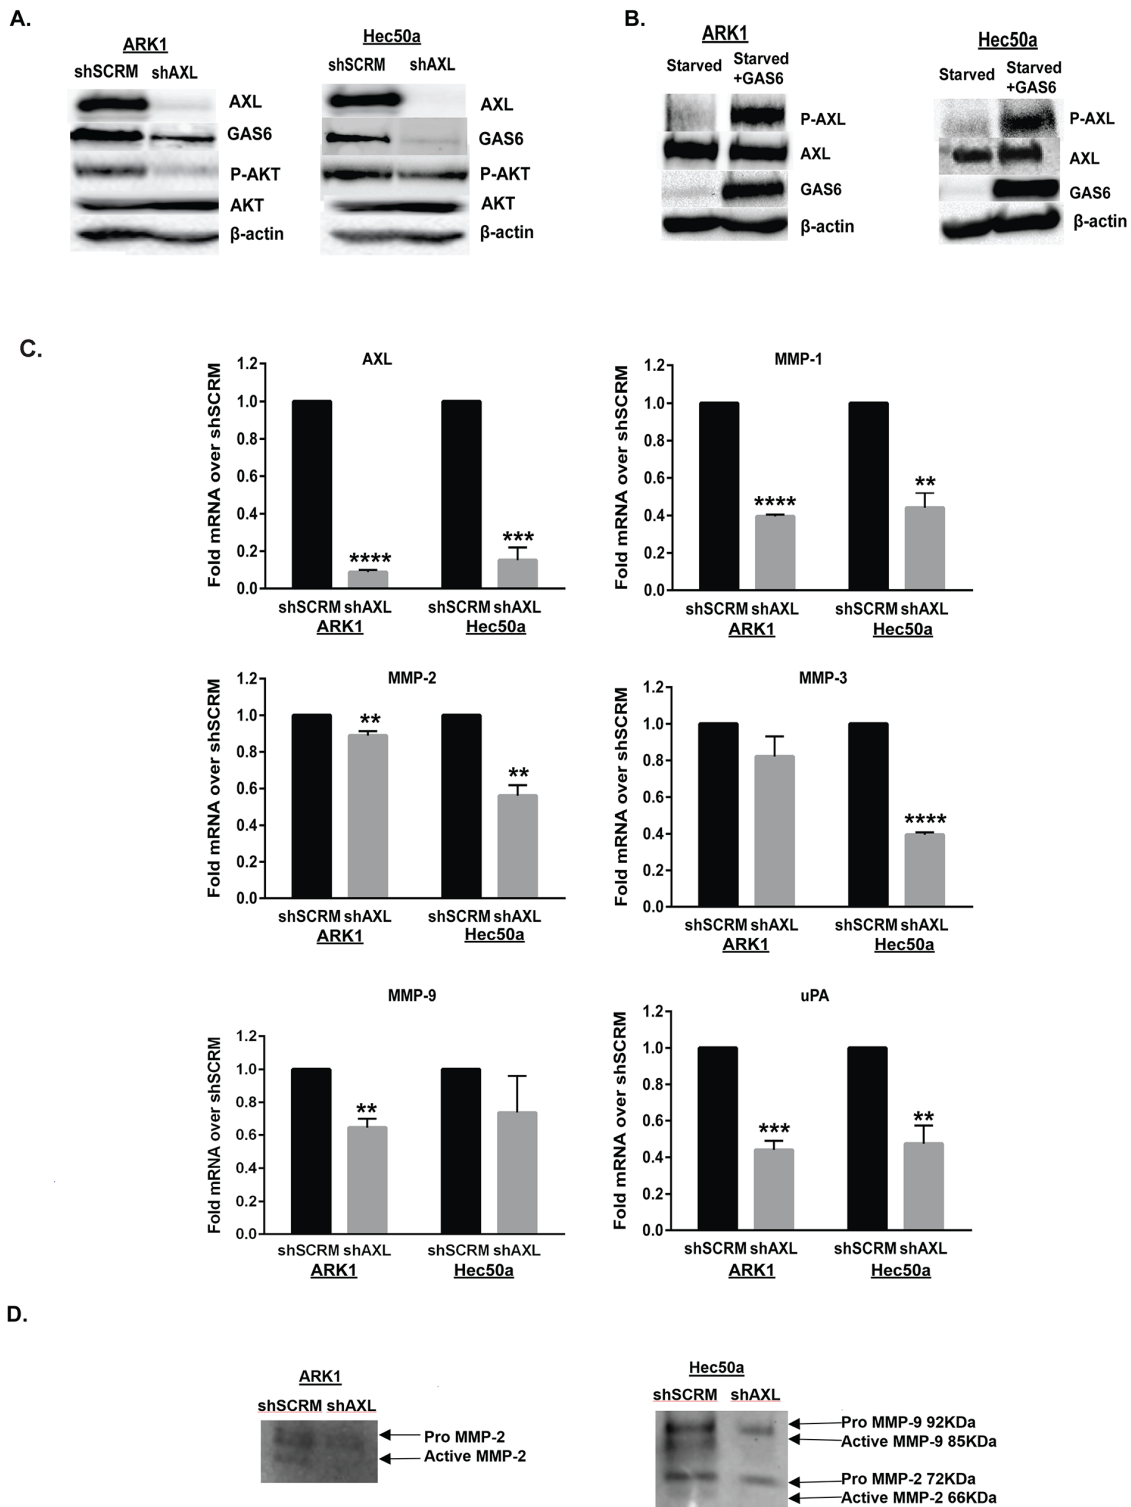 A.
ARK1
shSCRM shAXL
AXL
GAS6
P-AKT
AKT
β-actin
Hec50a
shSCRM shAXL
AXL
GAS6
P-AKT
AKT
β-actin
B.
ARK1
Starved
Starved
+GAS6
P-AXL
AXL
GAS6
β-actin
Hec50a
Starved
Starved
+GAS6
P-AXL
AXL
GAS6
β-actin
C.
AXL
Fold mRNA over shSCRM
1.2
1.0
0.8
0.6
0.4
0.2
0.0
****
***
shSCRM shAXL
shSCRM shAXL
ARK1
Hec50a
MMP-1
Fold mRNA over shSCRM
1.2
1.0
0.8
0.6
0.4
0.2
0.0
****
**
shSCRM shAXL
shSCRM shAXL
ARK1
Hec50a
MMP-2
Fold mRNA over shSCRM
1.2
1.0
0.8
0.6
0.4
0.2
0.0
**
**
shSCRM shAXL
shSCRM shAXL
ARK1
Hec50a
MMP-3
Fold mRNA over shSCRM
1.2
1.0
0.8
0.6
0.4
0.2
0.0
****
shSCRM shAXL
shSCRM shAXL
ARK1
Hec50a
MMP-9
Fold mRNA over shSCRM
1.2
1.0
0.8
0.6
0.4
0.2
0.0
**
shSCRM shAXL
shSCRM shAXL
ARK1
Hec50a
uPA
Fold mRNA over shSCRM
1.2
1.0
0.8
0.6
0.4
0.2
0.0
***
**
shSCRM shAXL
shSCRM shAXL
ARK1
Hec50a
D.
ARK1
shSCRM shAXL
Pro MMP-2
Active MMP-2
Hec50a
shSCRM shAXL
Pro MMP-9 92KDa
Active MMP-9 85KDa
Pro MMP-2 72KDa
Active MMP-2 66KDa